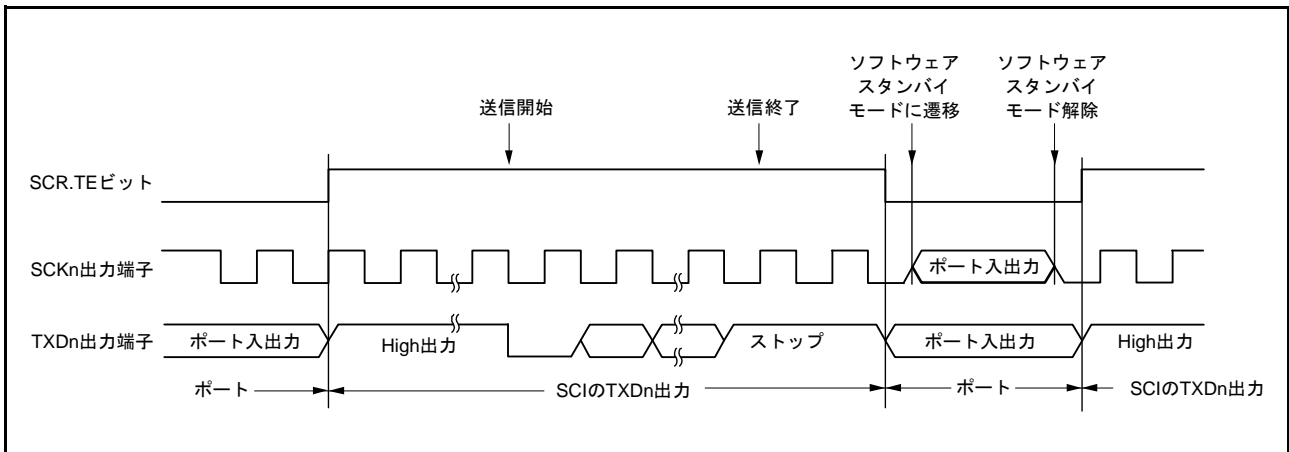 ソフトウェア
スタンバイ
モードに遷移
ソフトウェア
スタンバイ
モード解除
送信開始
送信終了
SCR.TEビット
SCKn出力端子
ポート入出力
TXDn出力端子
ポート入出力
High出力
ストップ
ポート入出力
High出力
ポート
SCIのTXDn出力
ポート
SCIのTXDn出力